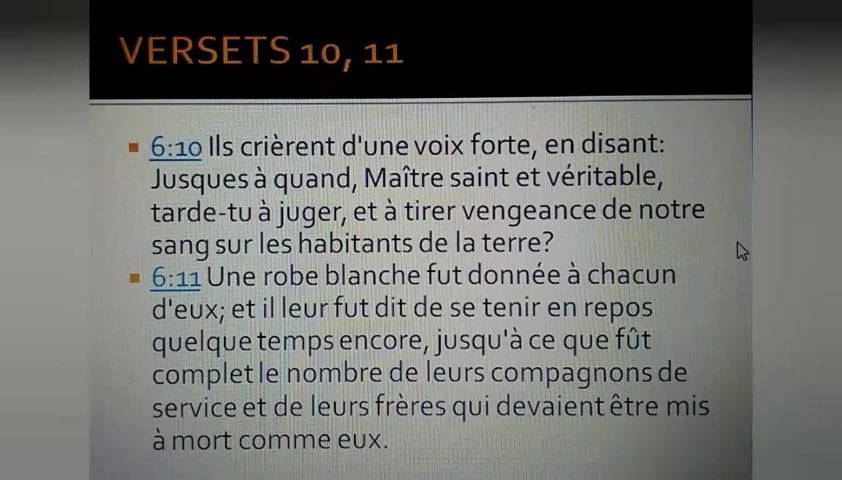 VERSETS 10, 11
6:10 Ils crièrent d'une voix forte, en disant:
Jusques à quand, Maître saint et véritable,
tarde-tu à juger, et à tirer vengeance de notre
sang sur les habitants de la terre?
6:11 Une robe blanche fut donnée à chacun
d'eux; et il leur fut dit de se tenir en repos
quelque temps encore, jusqu'à ce que fût
complet le nombre de leurs compagnons de
service et de leurs frères qui devaient être mis
à mort comme eux.